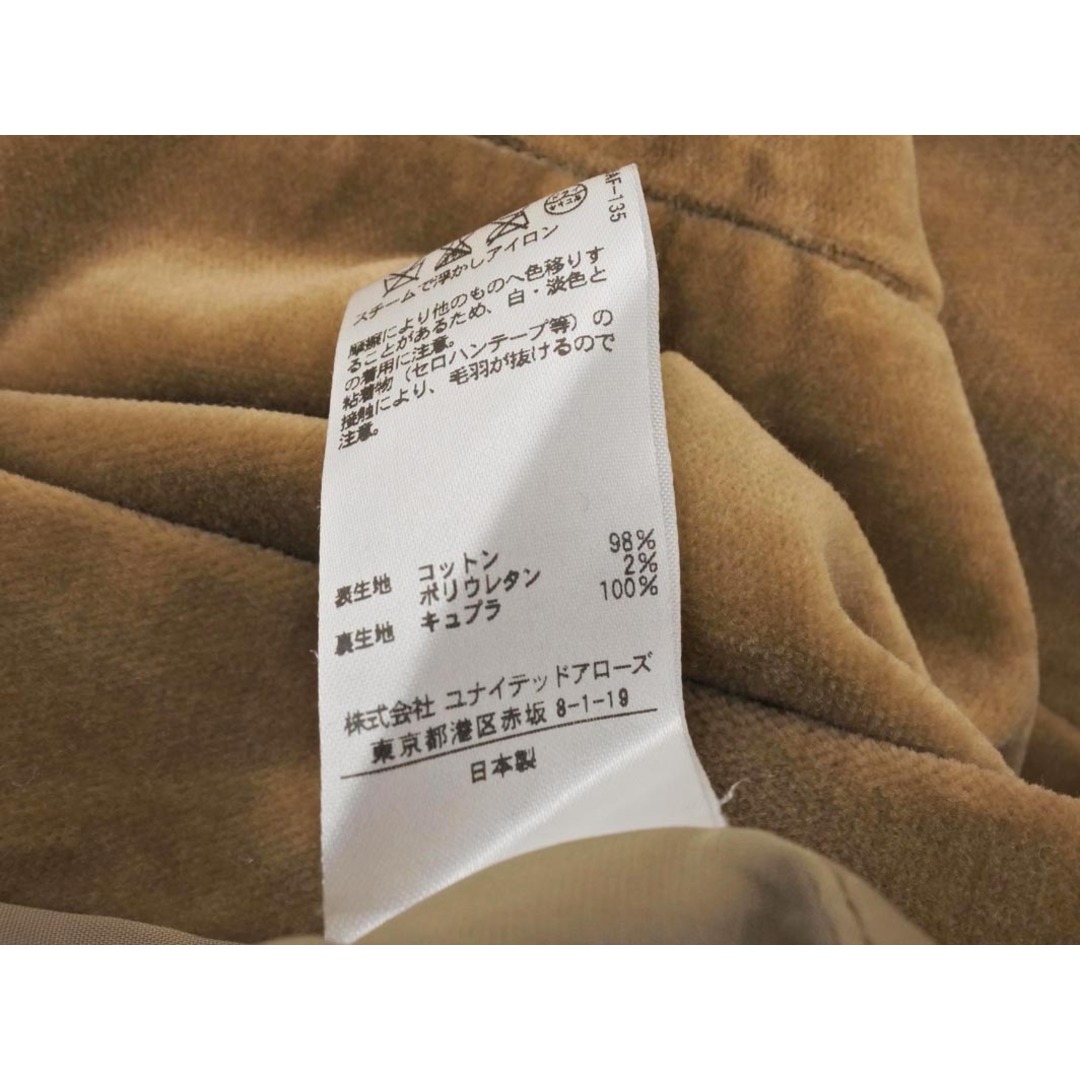 AF-135
スチームで浮かしアイロン
摩擦により他のものへ色移りす
ることがあるため、白・淡色と
の着用に注意。
粘着物（セロハンテープ等）の
接触により、毛羽が抜けるので
注意。
表生地 コットン 98%
ポリウレタン 2%
裏生地 キュプラ 100%
株式会社 ユナイテッドアローズ
東京都港区赤坂 8-1-19
日本製